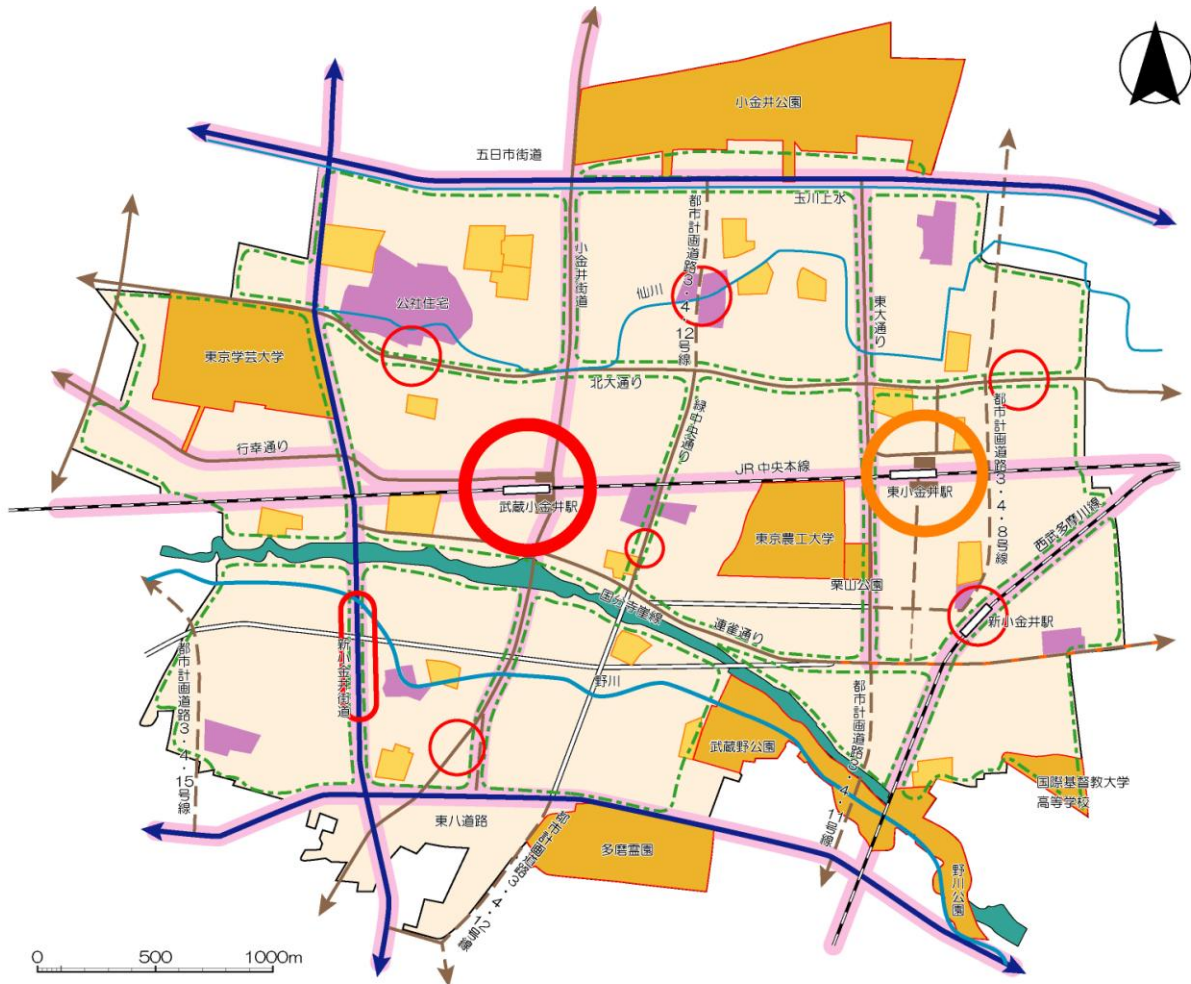 小金井公園
五日市街道
玉川上水
都市計画道路3・4・12号線
小金井街道
仙川
東大通り
公社住宅
東京学芸大学
北大通り
緑中央通り
都市計画道路3・4・8号線
行幸通り
JR中央本線
武蔵小金井駅
東小金井駅
西武多摩川線
東京農工大学
栗山公園
国分寺崖線
連雀通り
新小金井駅
新小金井街道
野川
都市計画道路3・4・15号線
都市計画道路3・4・11号線
武蔵野公園
国際基督教大学
高等学校
東八道路
都市計画道路3・4・12号線
多磨霊園
野川公園
0 500 1000m